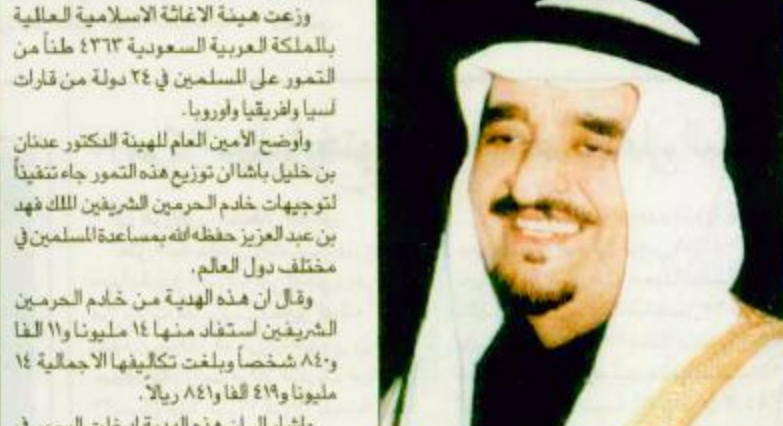 وزعت هيئة الاغاثة الاسلامية العالمية
بالمملكة العربية السعودية ٤٣٦٣ طناً من
التمور على المسلمين في ٢٤ دولة من قارات
آسيا وافريقيا وأوروبا.
وأوضح الأمين العام للهيئة الدكتور عدنان
بن خليل باشا ان توزيع هذه التمور جاء تنفيذاً
لتوجيهات خادم الحرمين الشريفين الملك فهد
بن عبد العزيز حفظه الله بمساعدة المسلمين في
مختلف دول العالم.
وقال ان هذه الهدية من خادم الحرمين
الشريفين استفاد منها ١٤ مليونا و١١ الفا
و٨٤٠ شخصاً وبلغت تكاليفها الاجمالية ١٤
مليونا و٤١٩ الفا و٨٤١ ريالاً.